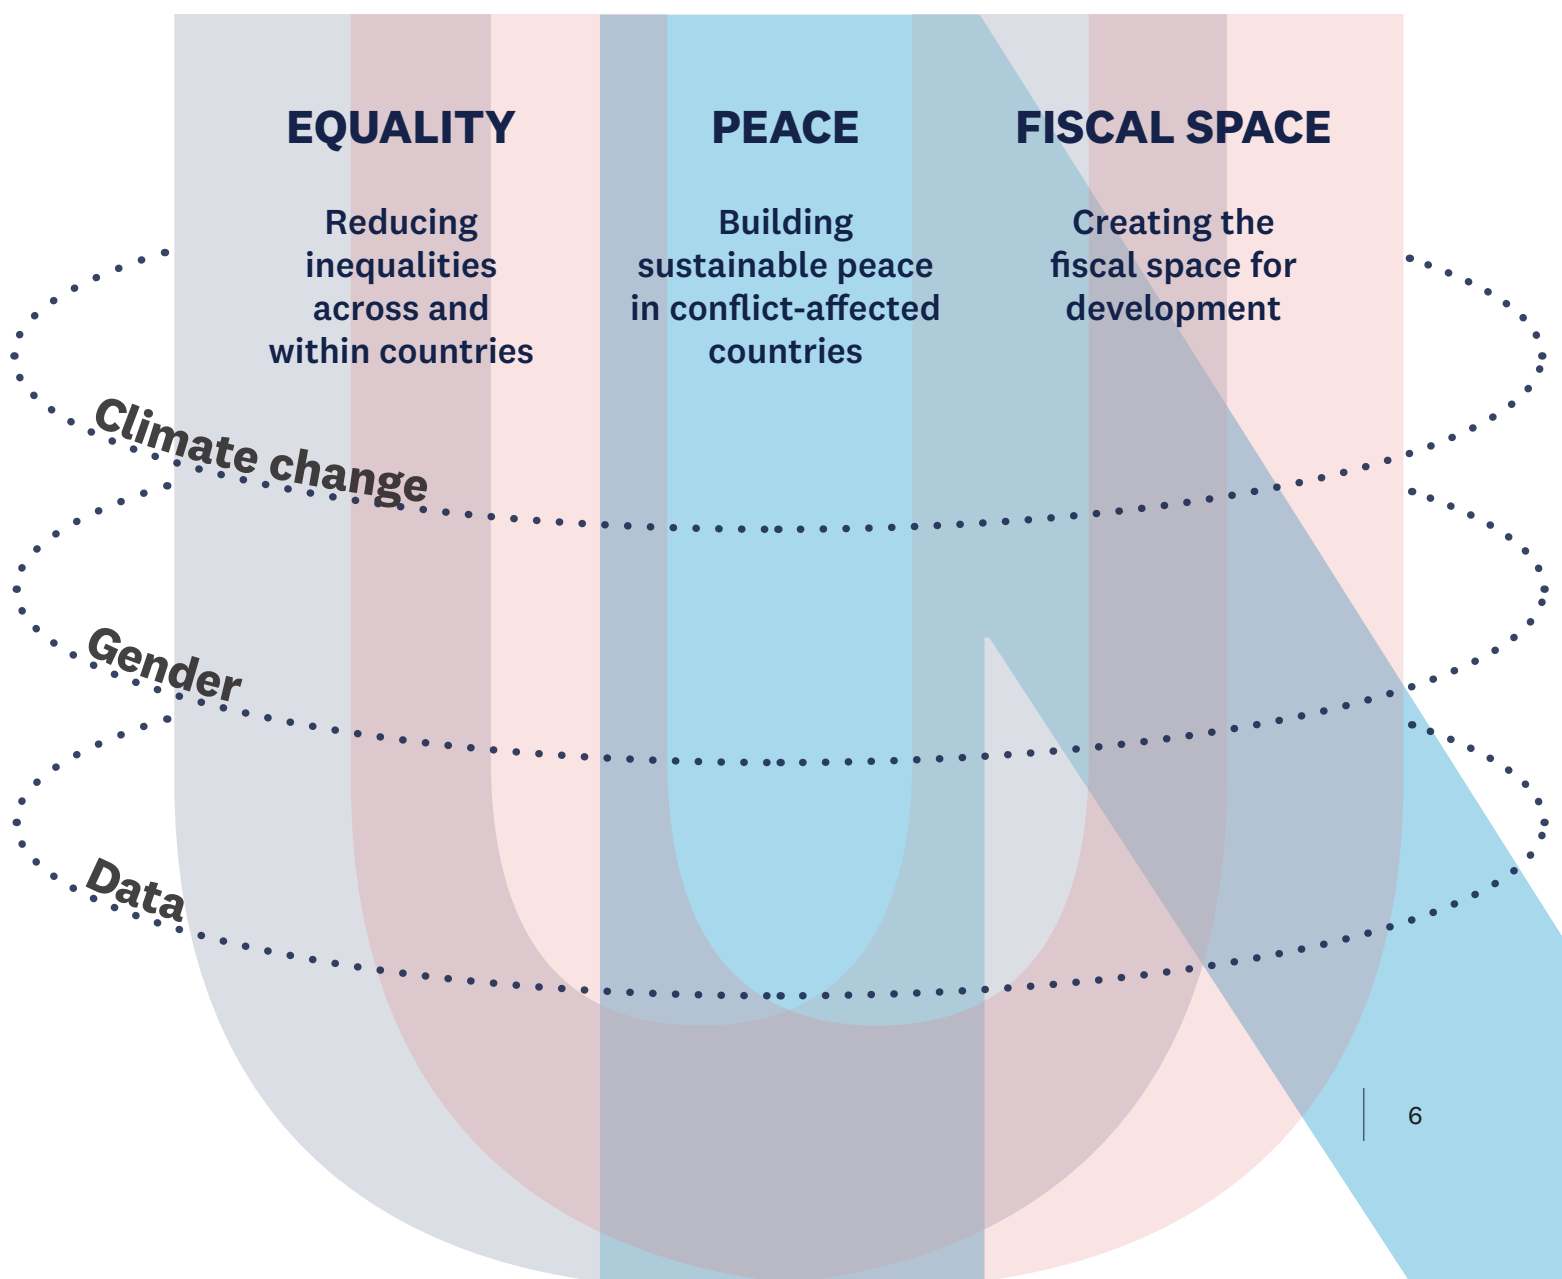 EQUALITY
Reducing
inequalities
across and
within countries
PEACE
Building
sustainable peace
in conflict-affected
countries
FISCAL SPACE
Creating the
fiscal space for
development
Climate change
Gender
Data
6